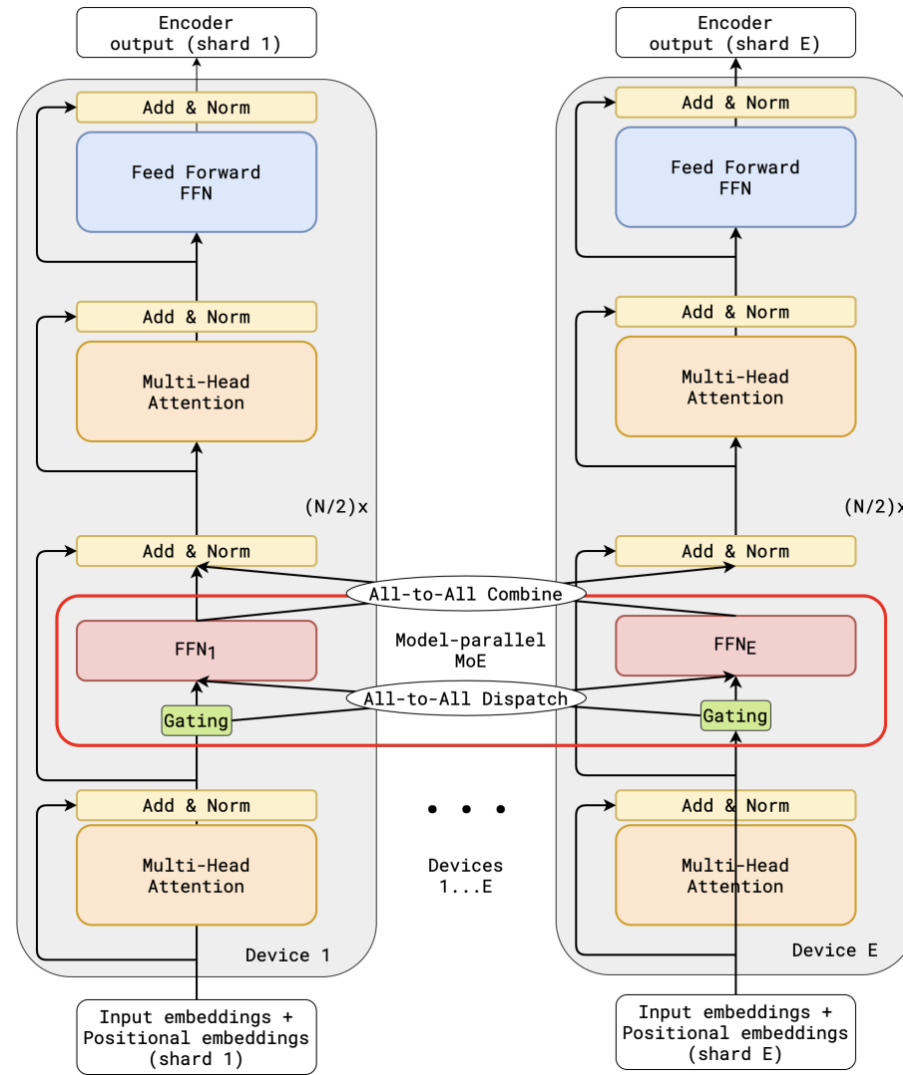 Encoder
output (shard 1)
Add & Norm
Feed Forward
FFN
Add & Norm
Multi-Head
Attention
(N/2)x
Add & Norm
FFN1
Gating
Add & Norm
Multi-Head
Attention
Device 1
Input embeddings +
Positional embeddings
(shard 1)
All-to-All Combine
Model-parallel
MoE
All-to-All Dispatch
Devices
1...E
Encoder
output (shard E)
Add & Norm
Feed Forward
FFN
Add & Norm
Multi-Head
Attention
(N/2)x
Add & Norm
FFNE
Gating
Add & Norm
Multi-Head
Attention
Device E
Input embeddings +
Positional embeddings
(shard E)